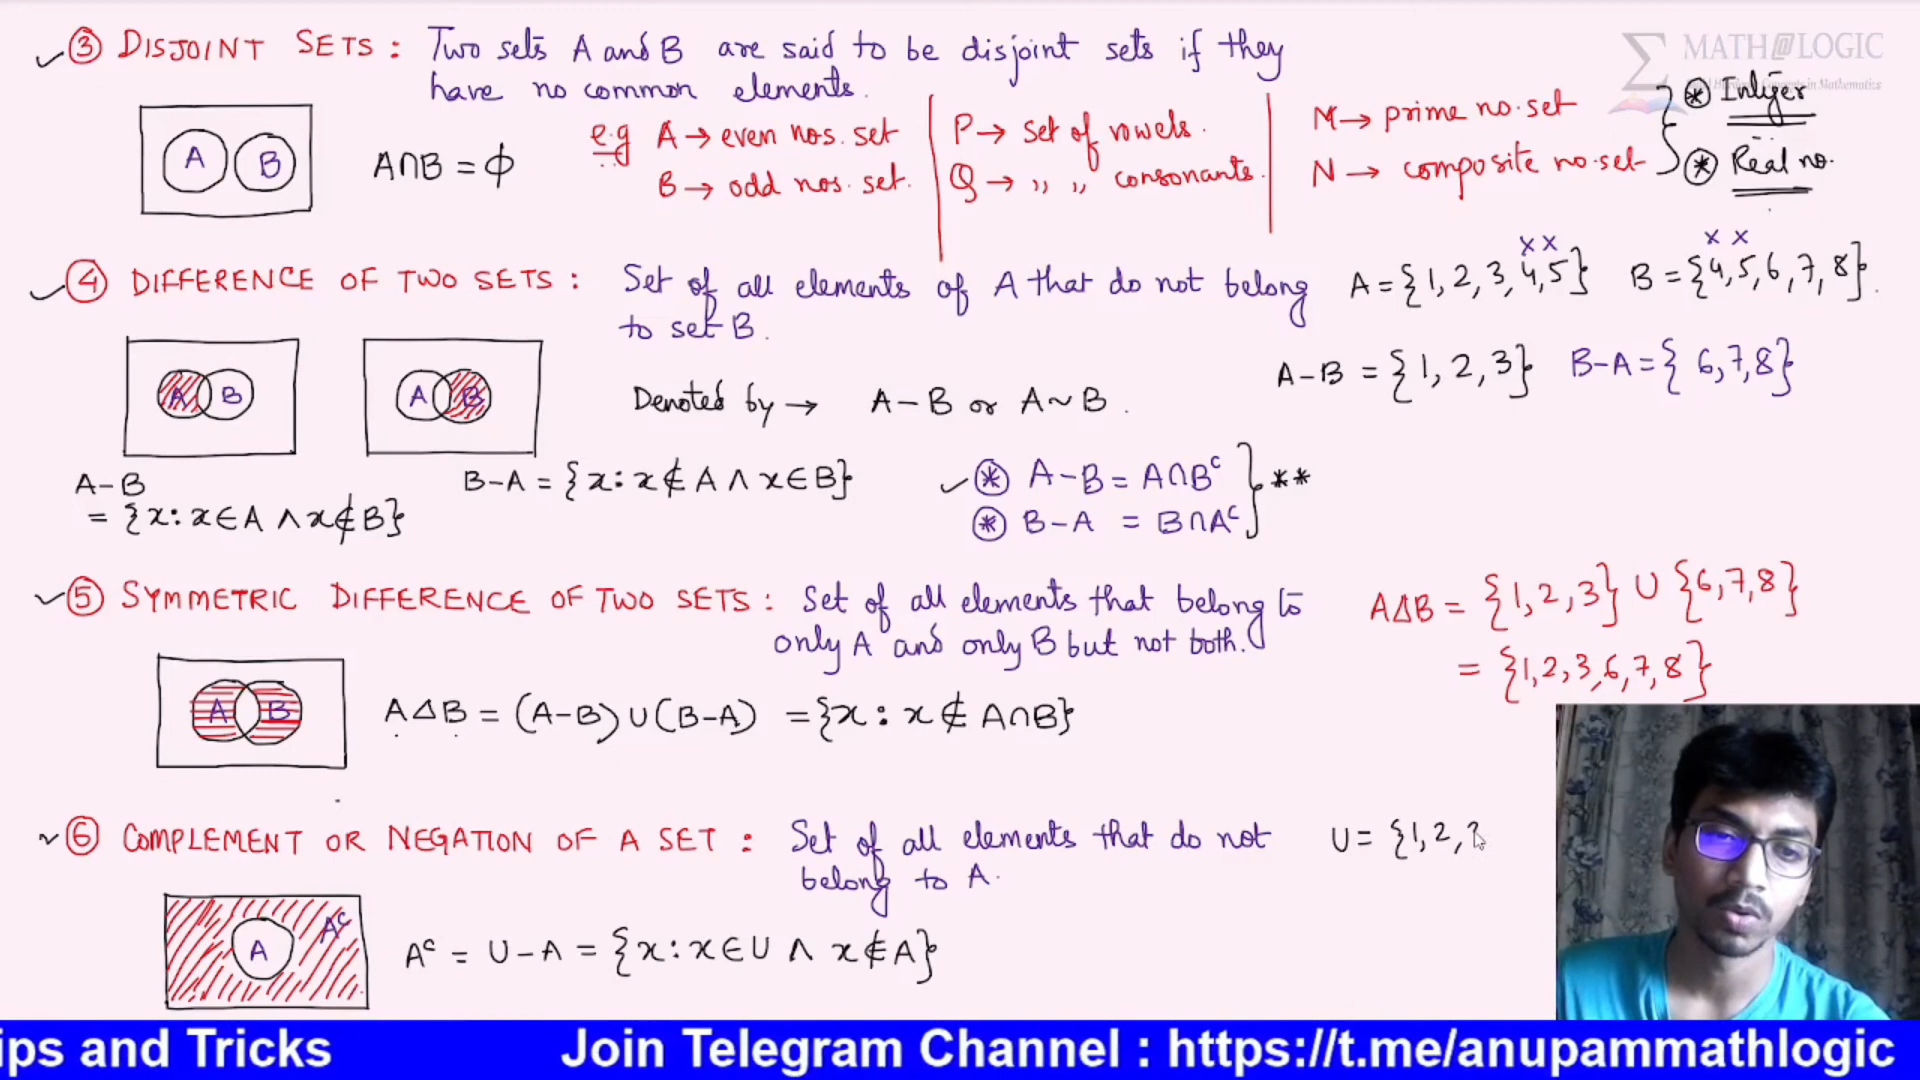 ③ DISJOINT SETS : Two sets A and B are said to be disjoint sets if they
have no common elements.
A B
A∩B = ϕ
e.g A → even nos. set
B → odd nos. set.
P → set of vowels.
Q → ,, ,, consonants.
M → prime no. set
N → composite no. set
⊛ Integer
⊛ Real no.
MATH@LOGIC
④ DIFFERENCE OF TWO SETS : Set of all elements of A that do not belong
to set B.
A = {1, 2, 3, 4, 5} B = {4, 5, 6, 7, 8}.
x x x x
A-B = {1, 2, 3} B-A = { 6, 7, 8}
A B
A B
Denoted by → A-B or A~B.
A-B
= {x : x∈A ∧ x∉B}
B-A = {x : x∉A ∧ x∈B}
⊛ A-B = A∩Bᶜ
⊛ B-A = B∩Aᶜ
**
⑤ SYMMETRIC DIFFERENCE OF TWO SETS : Set of all elements that belong to
only A and only B but not both.
A B
A∆B = (A-B) ∪ (B-A) = {x : x∉A∩B}
A∆B = {1, 2, 3} ∪ {6, 7, 8}
= {1, 2, 3, 6, 7, 8}
⑥ COMPLEMENT OR NEGATION OF A SET : Set of all elements that do not
belong to A.
U = {1, 2,
A Aᶜ
Aᶜ = U-A = {x : x∈U ∧ x∉A}
ips and Tricks Join Telegram Channel : https://t.me/anupammathlogic